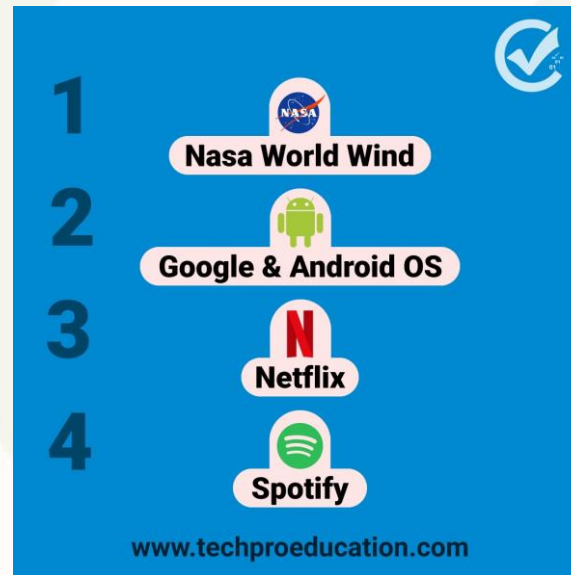 1
NASA
Nasa World Wind
2
Google & Android OS
3
N
Netflix
4
Spotify
www.techproeducation.com